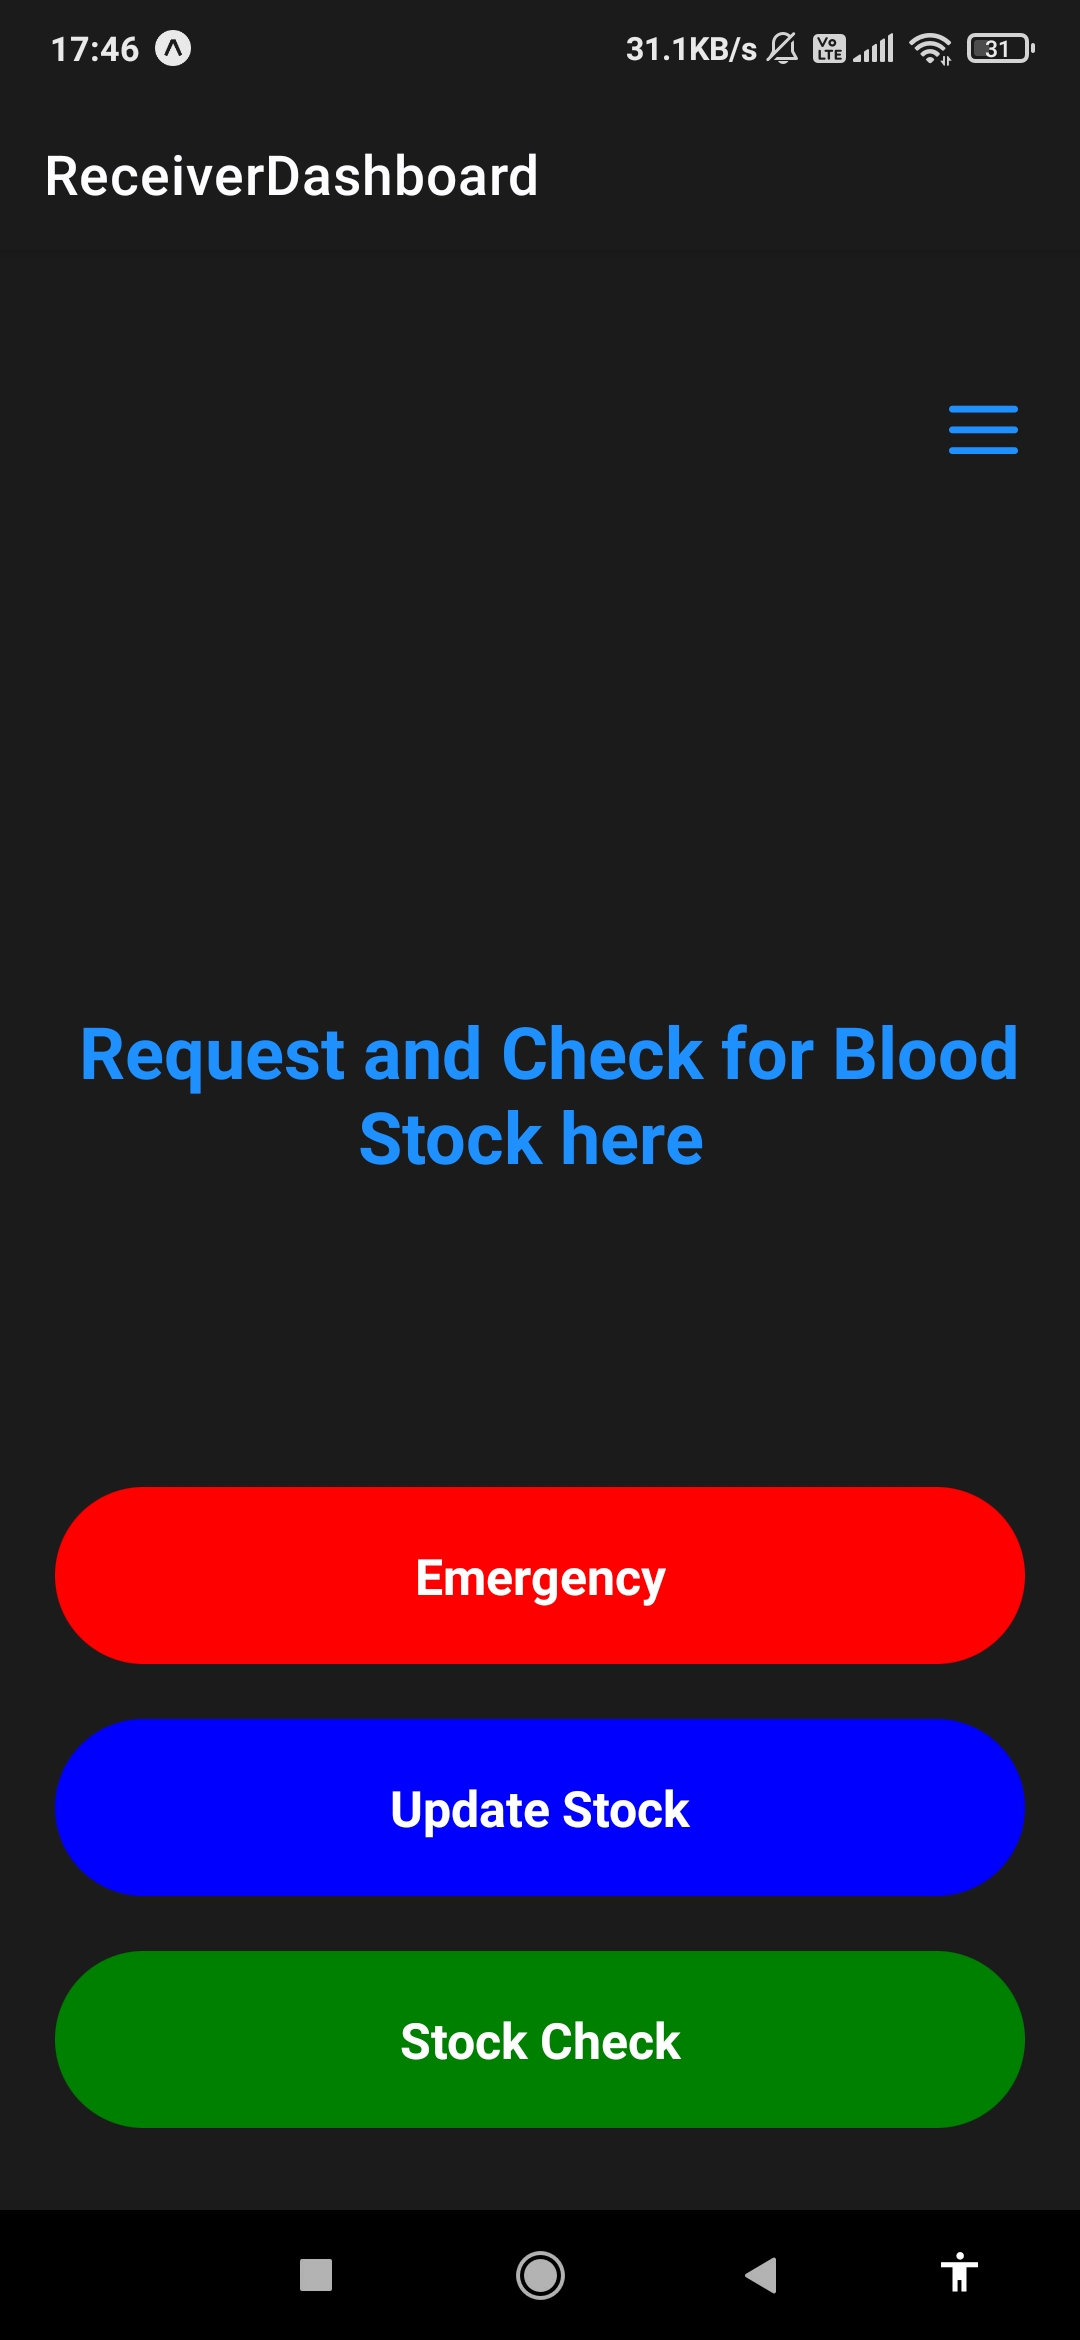 17:46 31.1KB/s Vo LTE 31
ReceiverDashboard
Request and Check for Blood
Stock here
Emergency
Update Stock
Stock Check